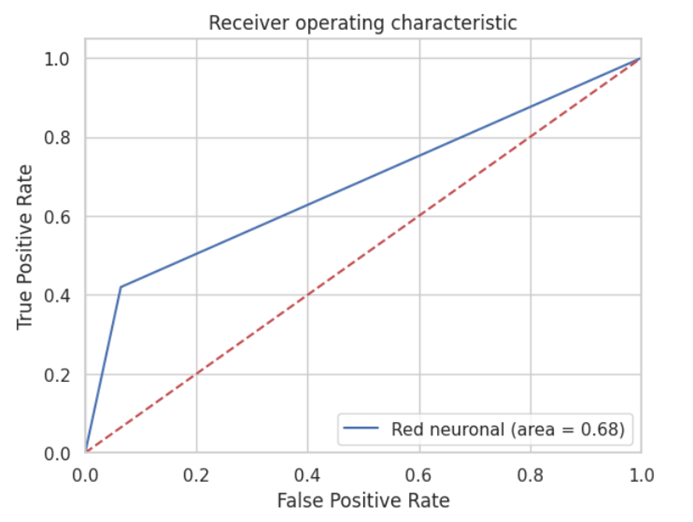 Receiver operating characteristic
True Positive Rate
1.0
0.8
0.6
0.4
0.2
0.0
Red neuronal (area = 0.68)
0.0 0.2 0.4 0.6 0.8 1.0
False Positive Rate